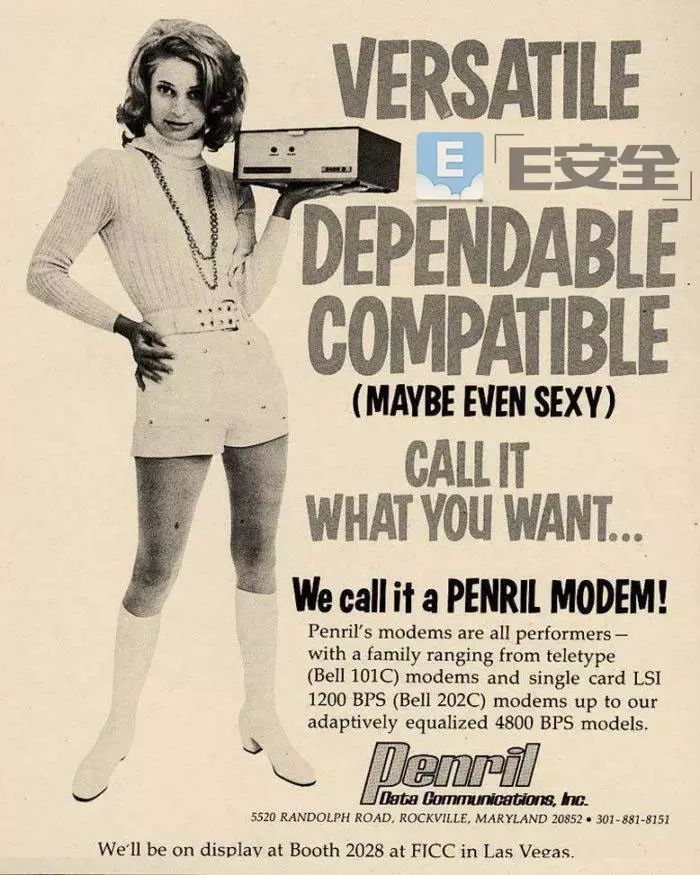 VERSATILE
E
「E安全」
DEPENDABLE
COMPATIBLE
(MAYBE EVEN SEXY)
CALL IT
WHAT YOU WANT...
We call it a PENRIL MODEM!
Penril's modems are all performers—
with a family ranging from teletype
(Bell 101C) modems and single card LSI
1200 BPS (Bell 202C) modems up to our
adaptively equalized 4800 BPS models.
Penril
Data Communications, Inc.
5520 RANDOLPH ROAD, ROCKVILLE, MARYLAND 20852 • 301-881-8151
We'll be on display at Booth 2028 at FICC in Las Vegas.